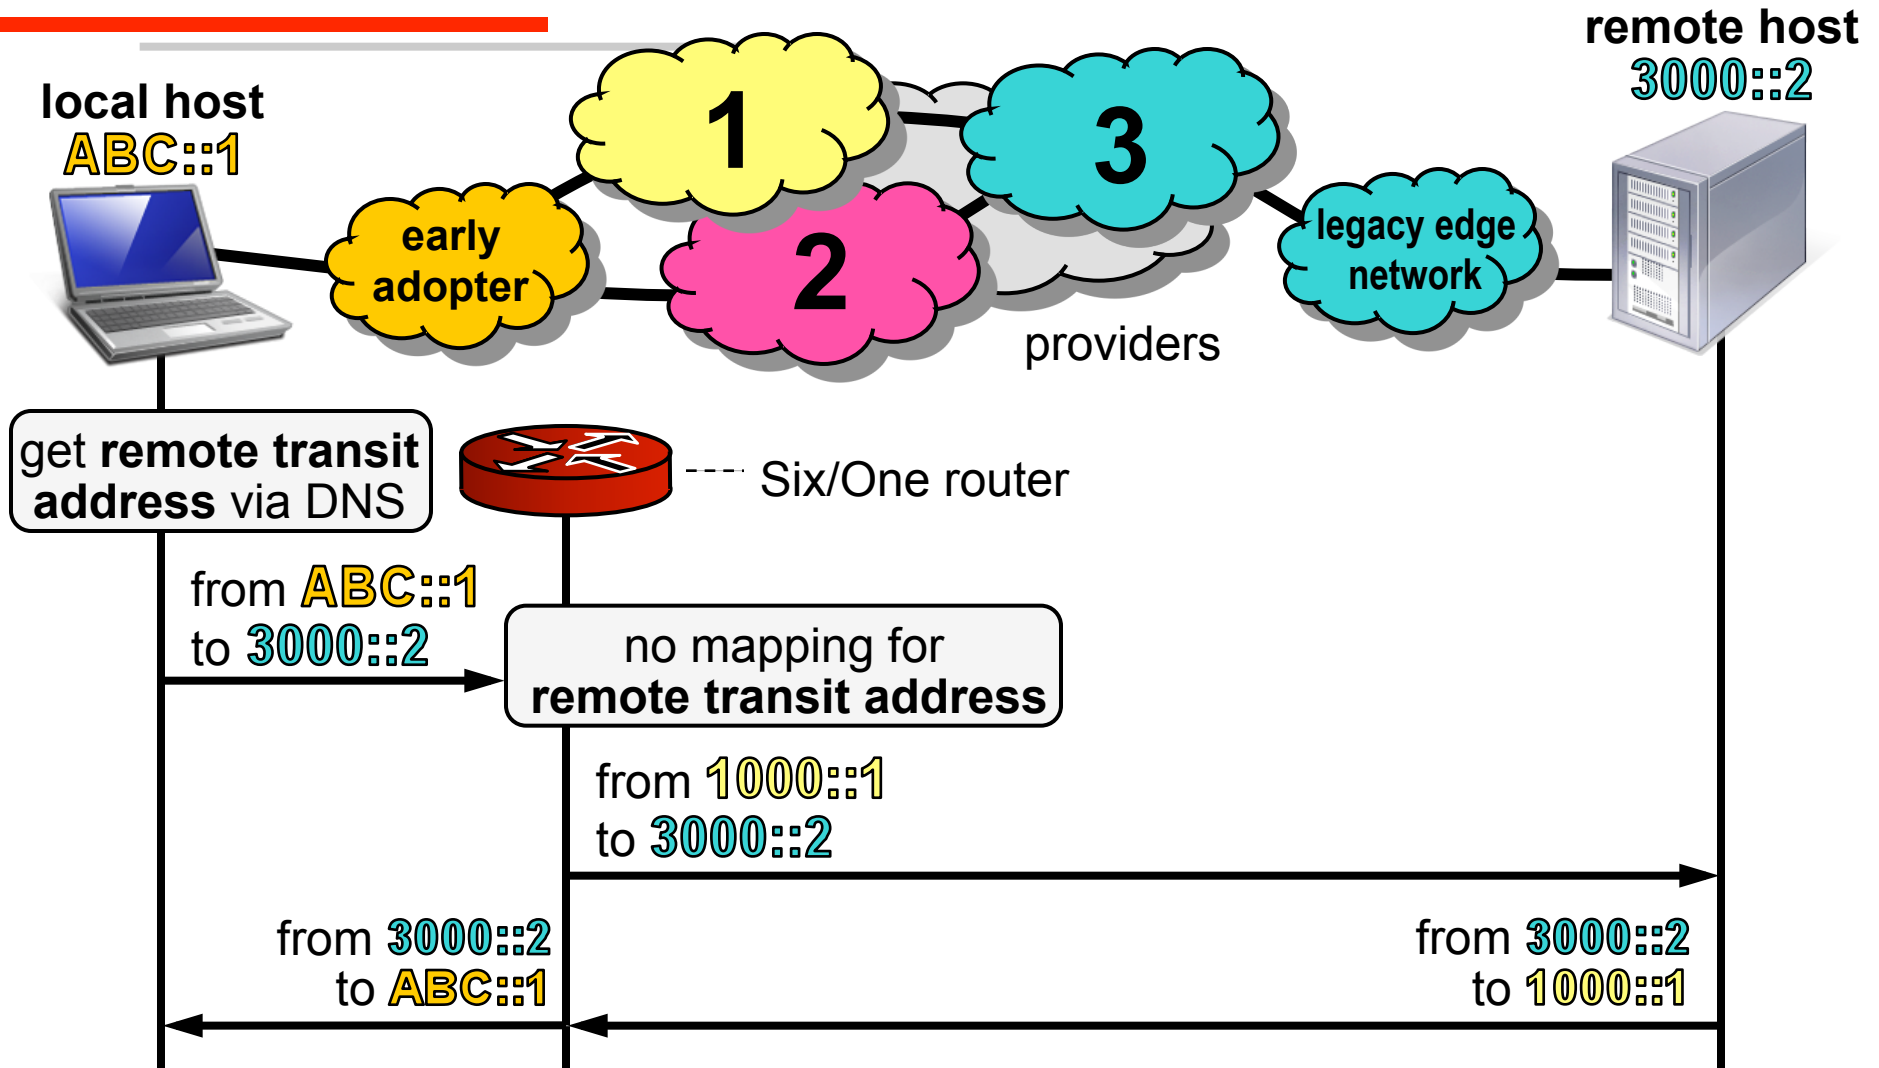 remote host
3000::2
local host
ABC::1
1
3
2
early
adopter
legacy edge
network
providers
get remote transit
address via DNS
Six/One router
from ABC::1
to 3000::2
no mapping for
remote transit address
from 1000::1
to 3000::2
from 3000::2
to ABC::1
from 3000::2
to 1000::1